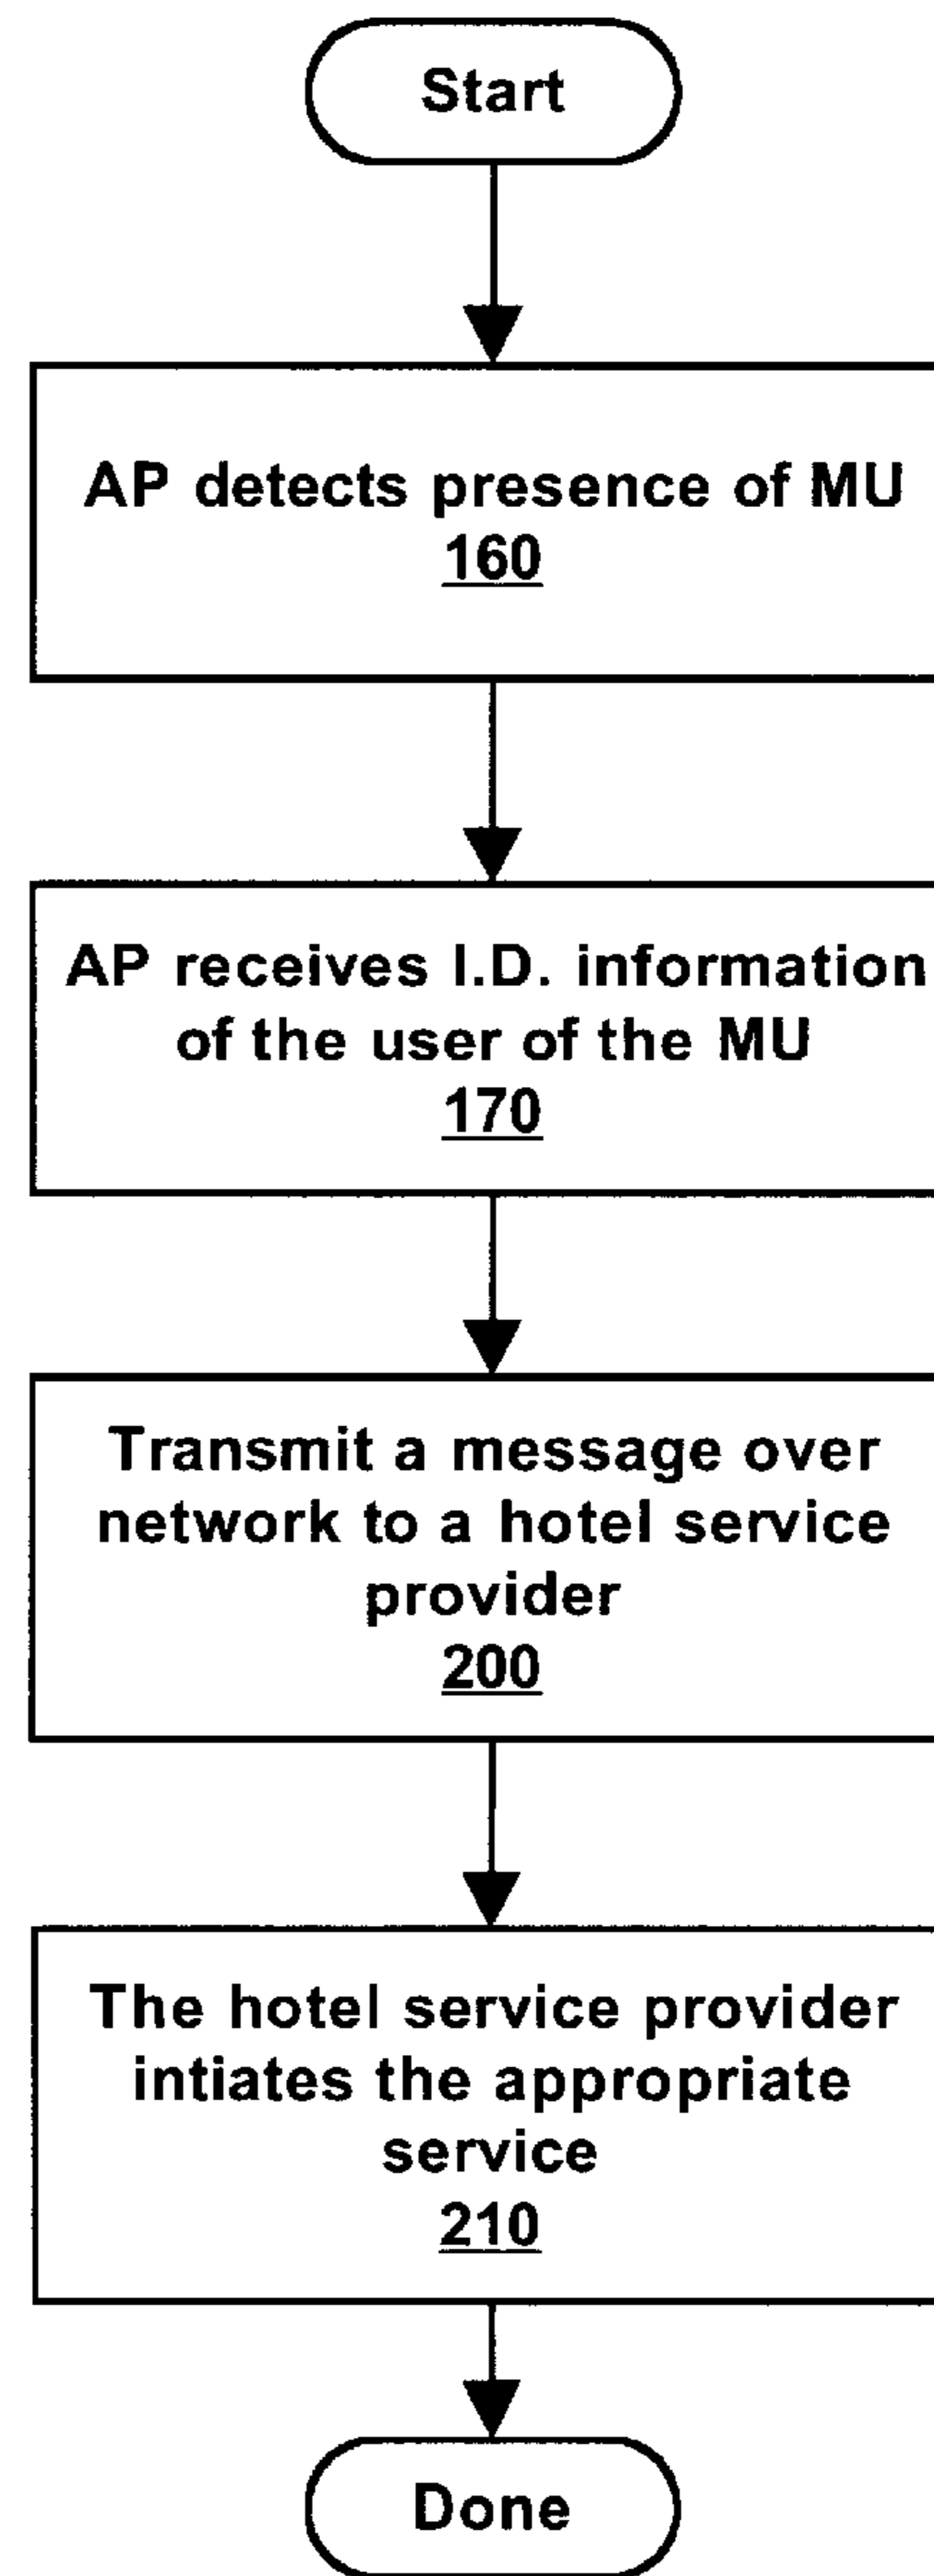 Start
AP detects presence of MU
160
AP receives I.D. information
of the user of the MU
170
Transmit a message over
network to a hotel service
provider
200
The hotel service provider
intiates the appropriate
service
210
Done